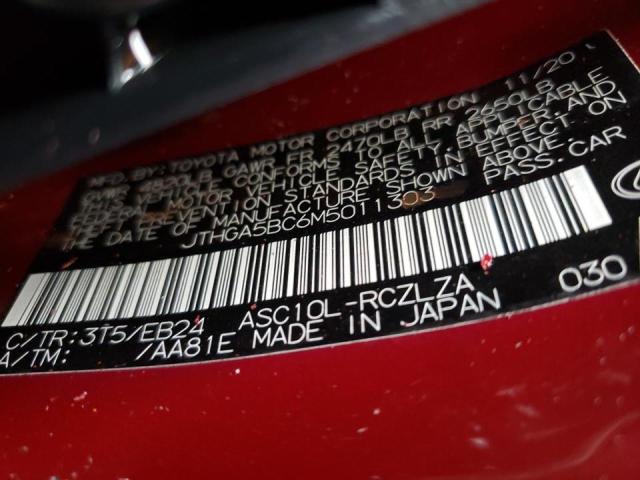 MFD. BY: TOYOTA MOTOR CORPORATION 11/20
GVWR 4850LB GAWR FR 2470LB RR 2450LB
THIS VEHICLE CONFORMS TO ALL APPLICABLE
FEDERAL MOTOR VEHICLE SAFETY, BUMPER, AND
THEFT PREVENTION STANDARDS IN EFFECT ON
THE DATE OF MANUFACTURE SHOWN ABOVE.
JTHGA5BC6M5011303 PASS. CAR
C/TR: 3T5/EB24 ASC10L-RCZLZA 030
A/TM: /AA81E MADE IN JAPAN